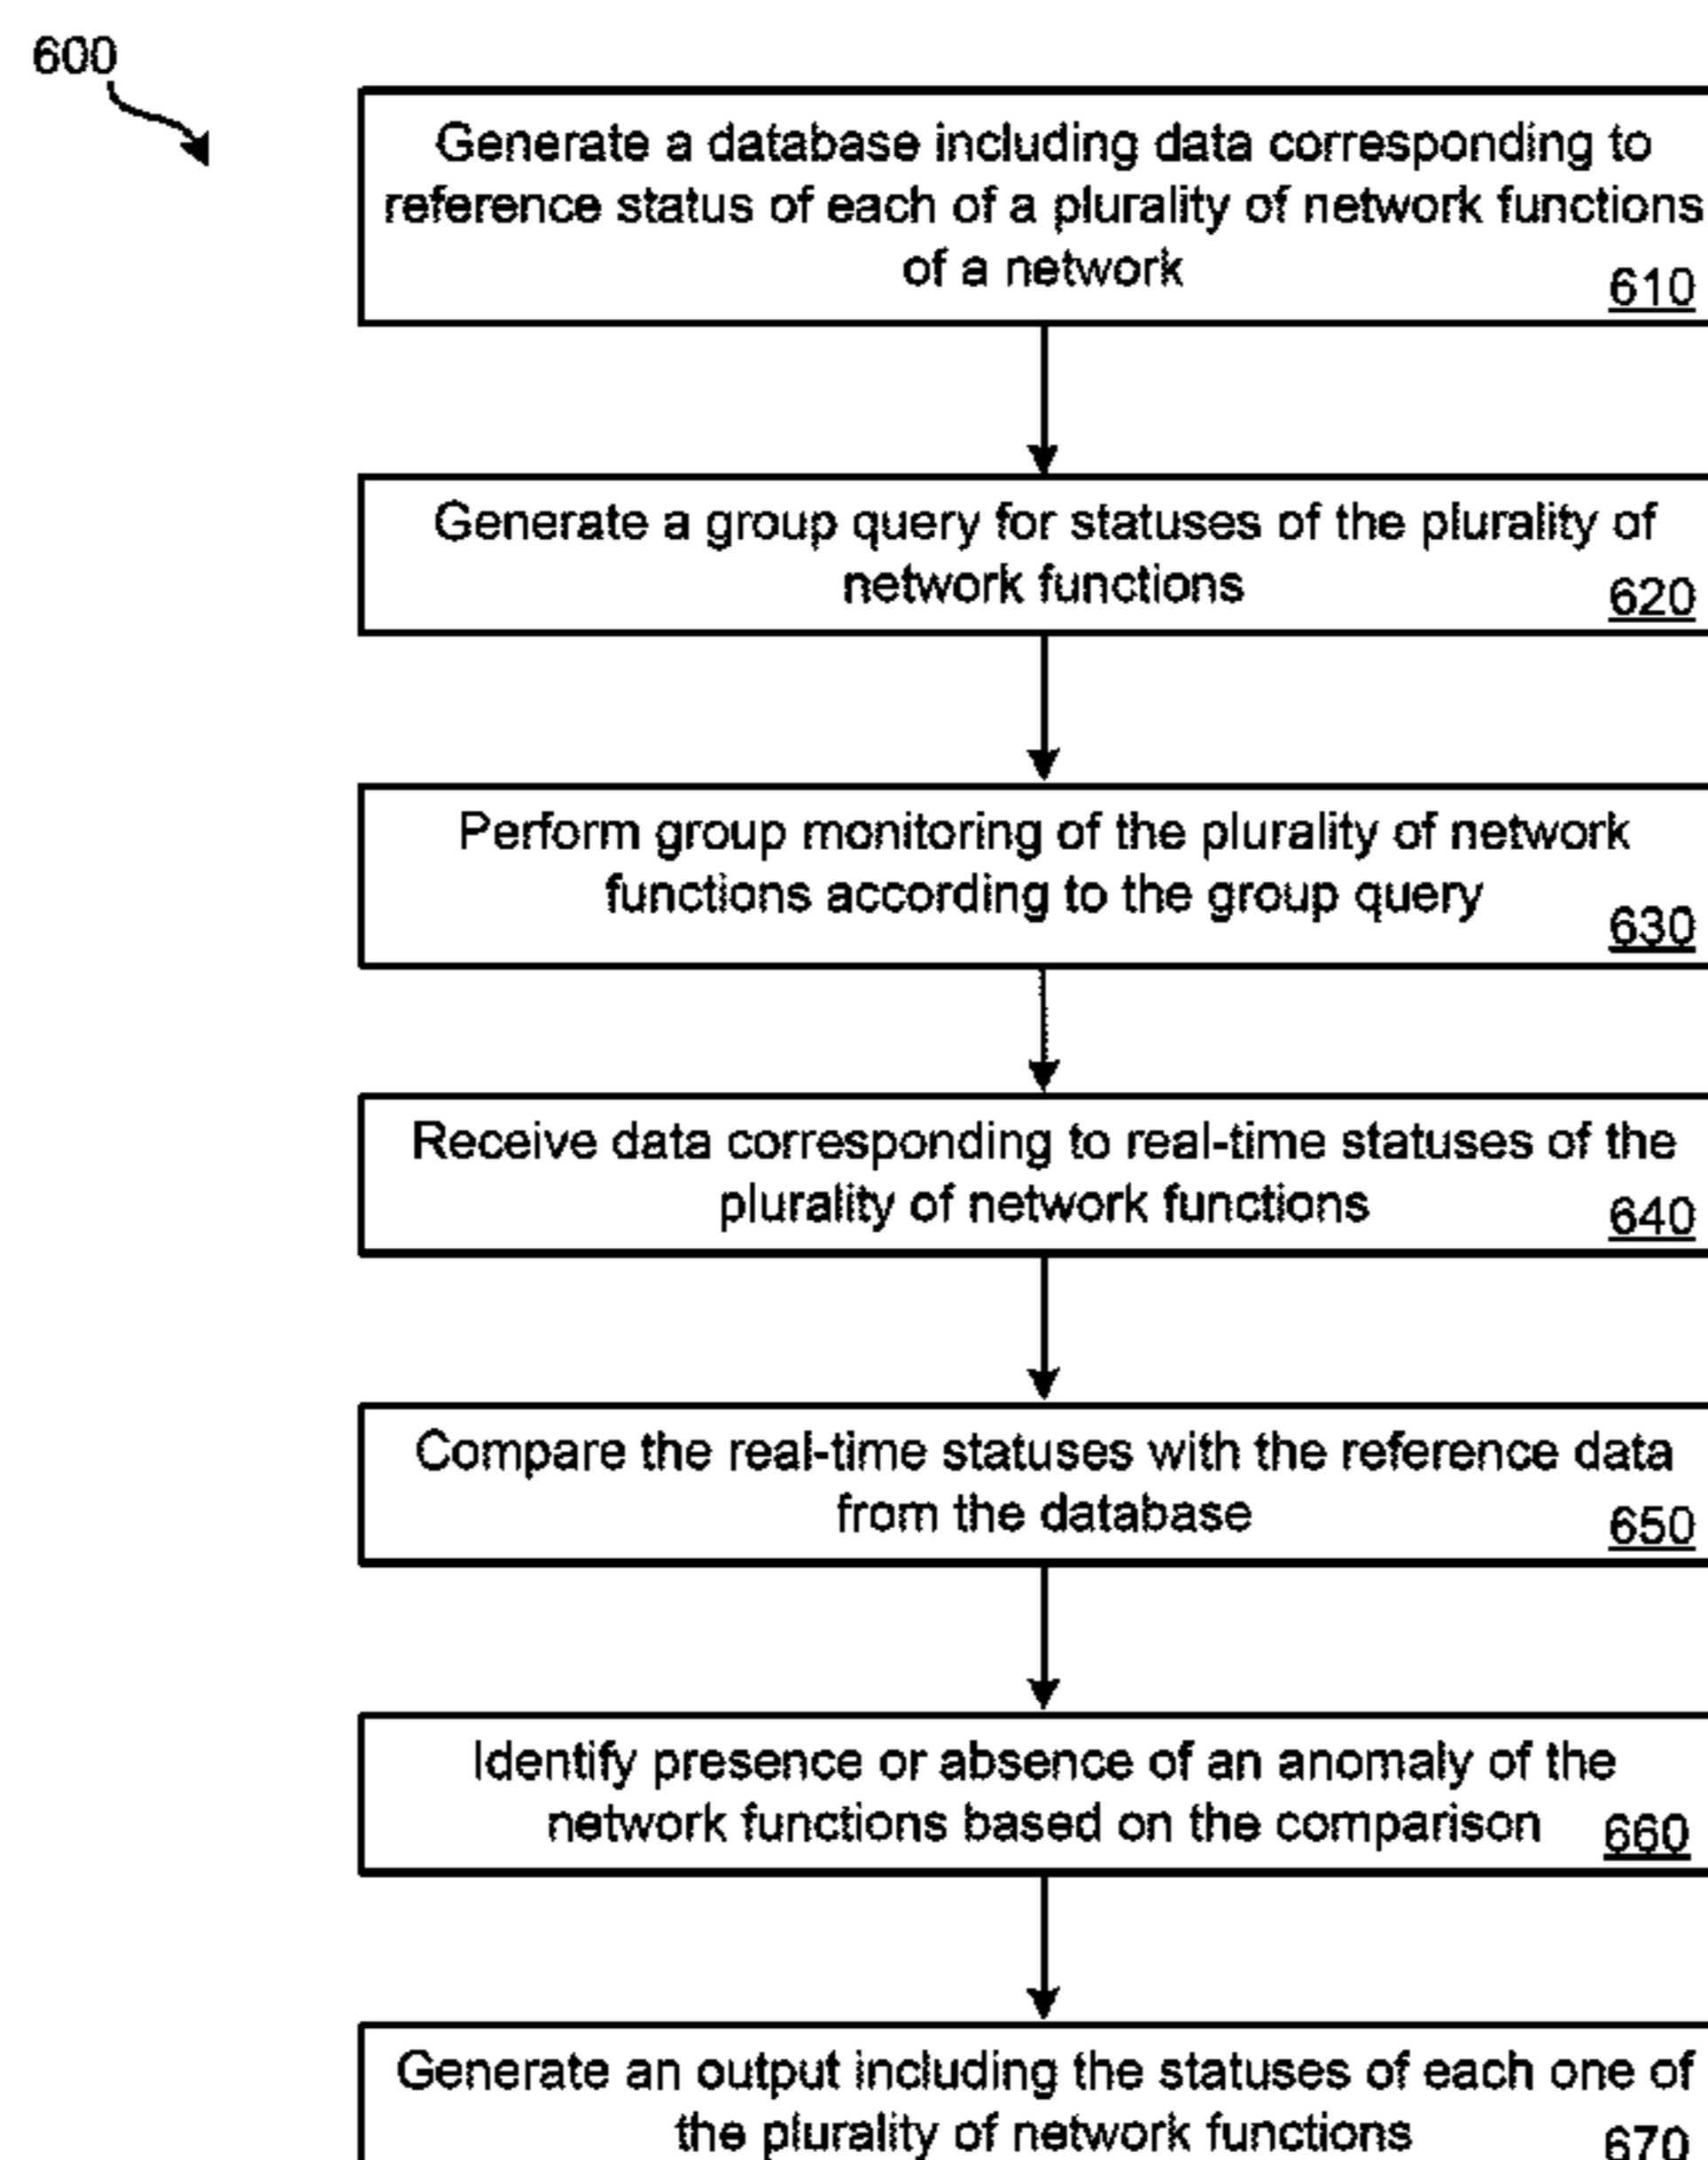 600
Generate a database including data corresponding to
reference status of each of a plurality of network functions
of a network
610
Generate a group query for statuses of the plurality of
network functions
620
Perform group monitoring of the plurality of network
functions according to the group query
630
Receive data corresponding to real-time statuses of the
plurality of network functions
640
Compare the real-time statuses with the reference data
from the database
650
Identify presence or absence of an anomaly of the
network functions based on the comparison
660
Generate an output including the statuses of each one of
the plurality of network functions
670